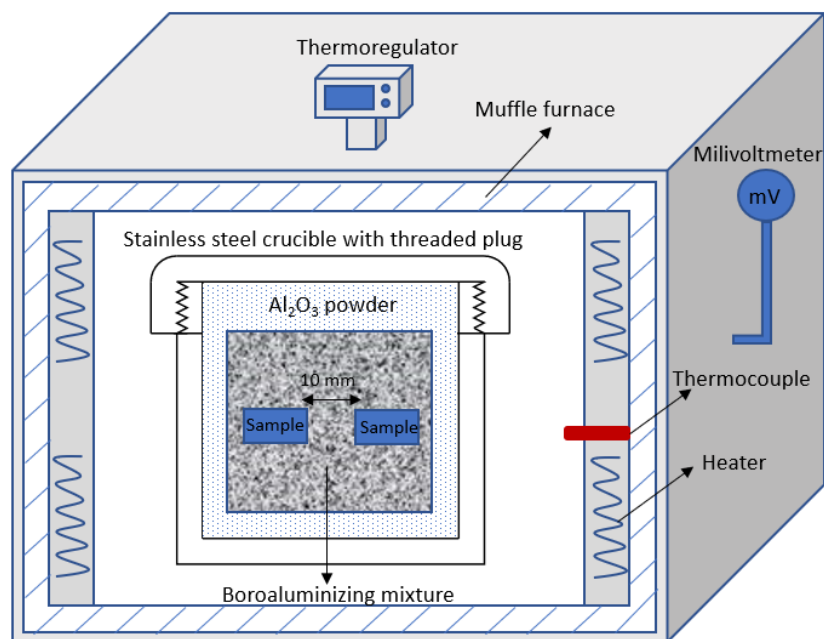 Thermoregulator
Muffle furnace
Milivoltmeter
mV
Stainless steel crucible with threaded plug
Al₂O₃ powder
10 mm
Sample
Sample
Thermocouple
Heater
Boroaluminizing mixture